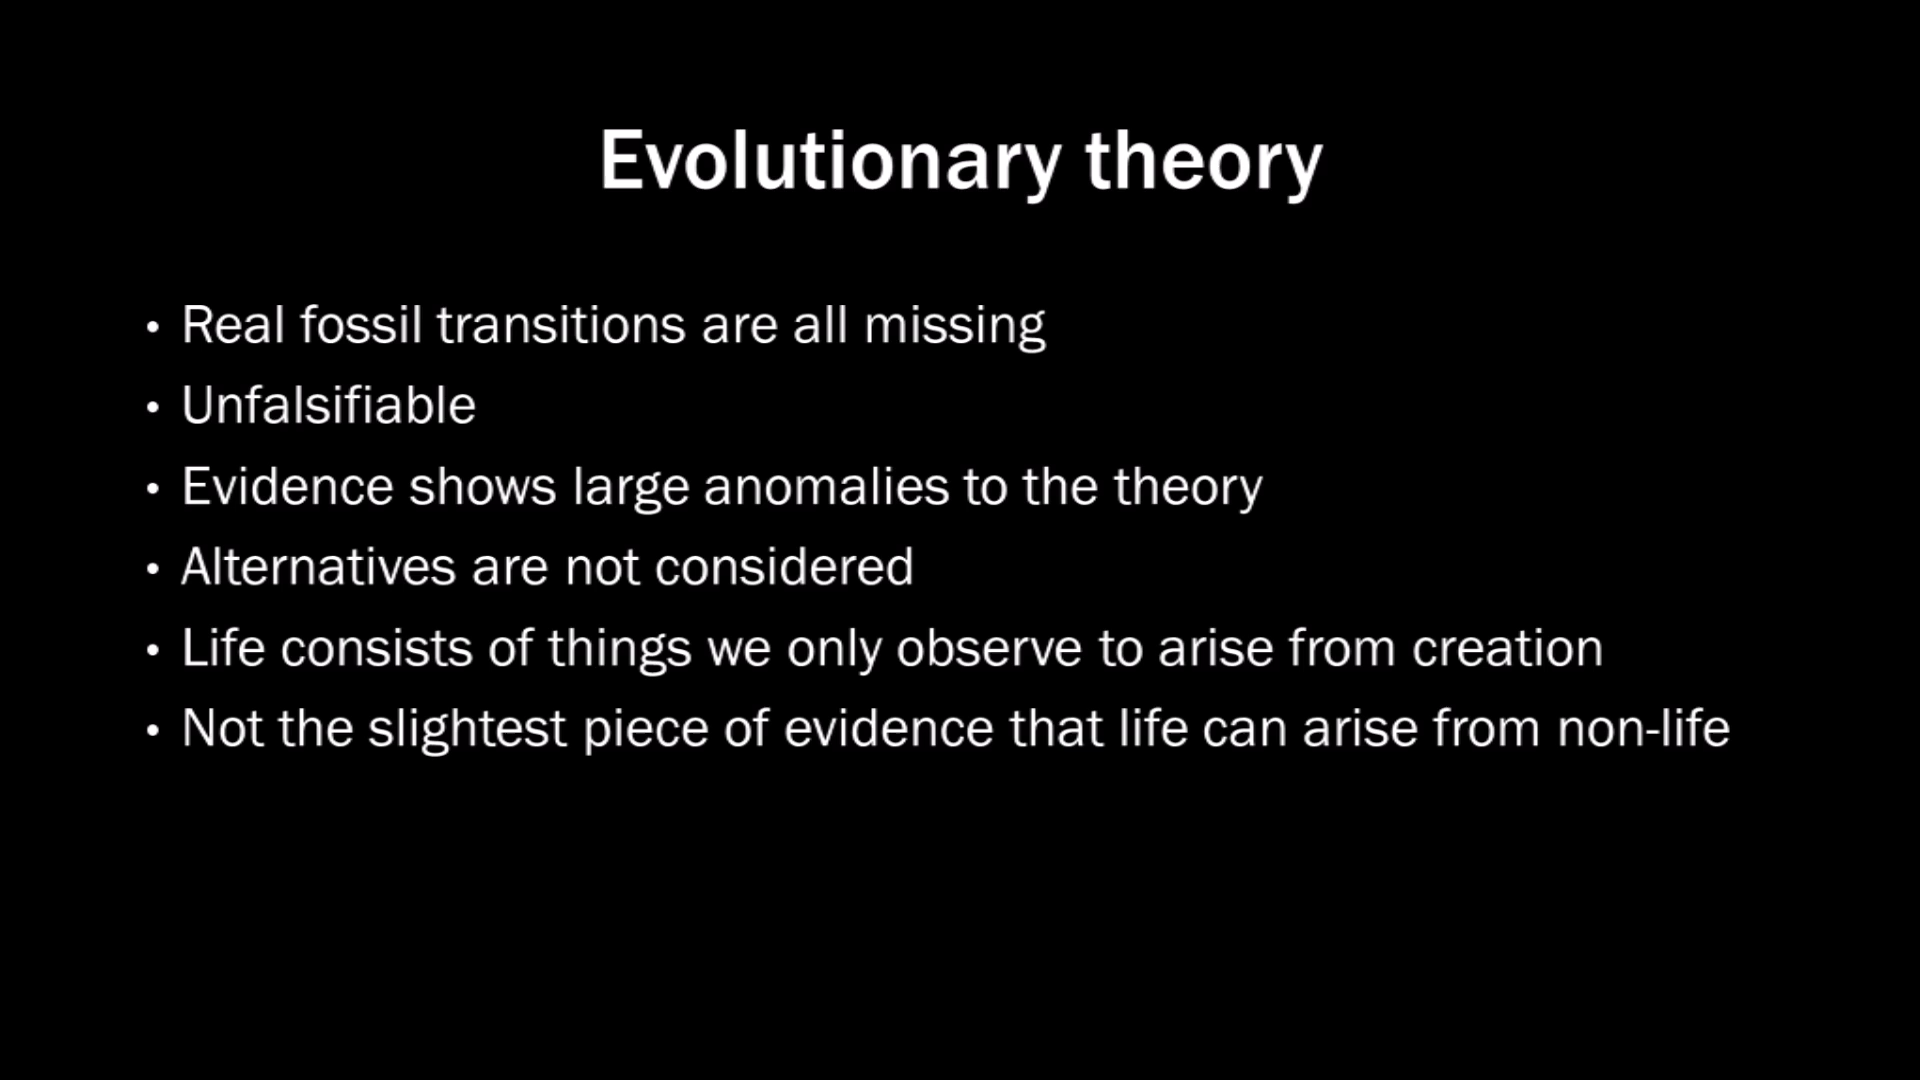 Evolutionary theory
• Real fossil transitions are all missing
• Unfalsifiable
• Evidence shows large anomalies to the theory
• Alternatives are not considered
• Life consists of things we only observe to arise from creation
• Not the slightest piece of evidence that life can arise from non-life